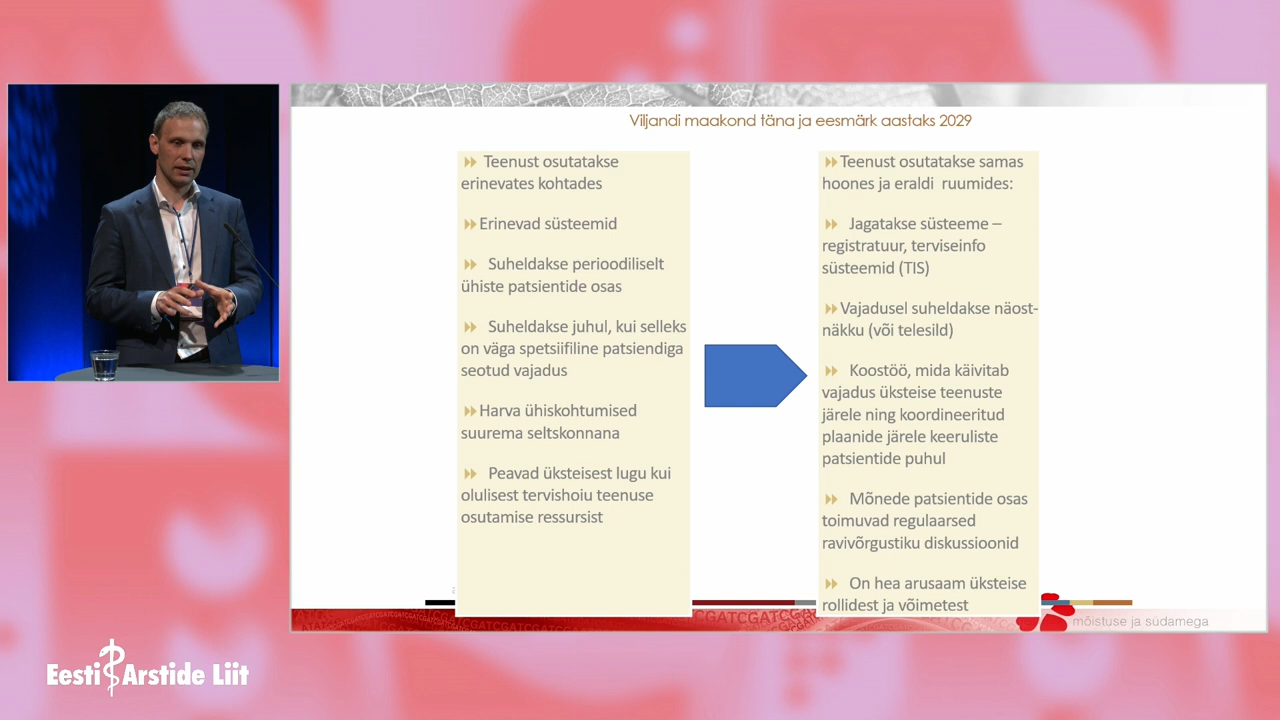 Viljandi maakond täna ja eesmärk aastaks 2029
Teenust osutatakse
erinevates kohtades
Erinevad süsteemid
Suheldakse perioodiliselt
ühiste patsientide osas
Suheldakse juhul, kui selleks
on väga spetsiifiline patsiendiga
seotud vajadus
Harva ühiskohtumised
suurema seltskonnana
Peavad üksteisest lugu kui
olulisest tervishoiu teenuse
osutamise ressursist
Teenust osutatakse samas
hoones ja eraldi ruumides:
Jagatakse süsteeme –
registratuur, terviseinfo
süsteemid (TIS)
Vajadusel suheldakse näost-
näkku (või telesild)
Koostöö, mida käivitab
vajadus üksteise teenuste
järele ning koordineeritud
plaanide järele keeruliste
patsientide puhul
Mõnede patsientide osas
toimuvad regulaarsed
ravivõrgustiku diskussioonid
On hea arusaam üksteise
rollidest ja võimetest
mõistuse ja südamega
Eesti Arstide Liit